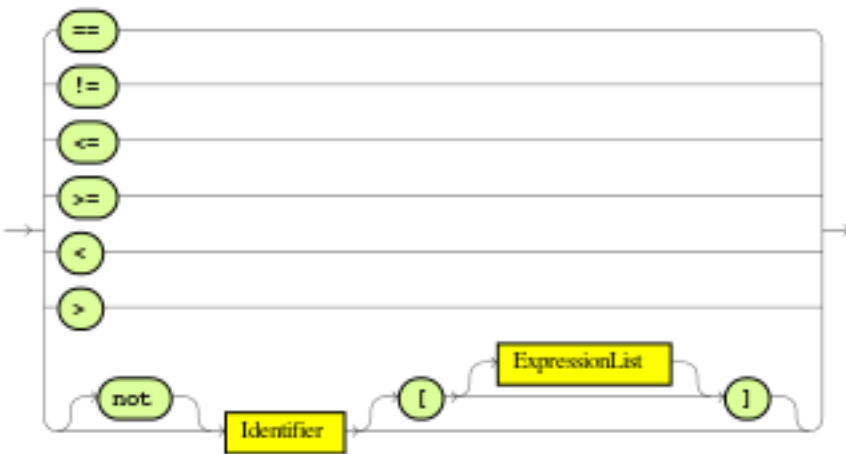 ==
!=
<=
>=
<
>
ExpressionList
not [ ]
Identifier